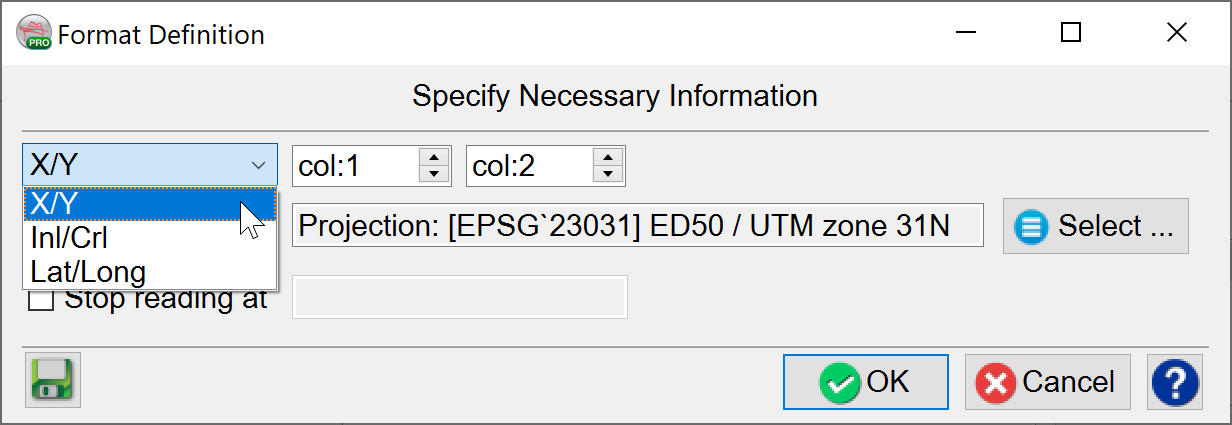 PRO Format Definition
Specify Necessary Information
X/Y col:1 col:2
X/Y
Projection: [EPSG`23031] ED50 / UTM zone 31N Select ...
Inl/Crl
Lat/Long
Stop reading at
OK Cancel ?